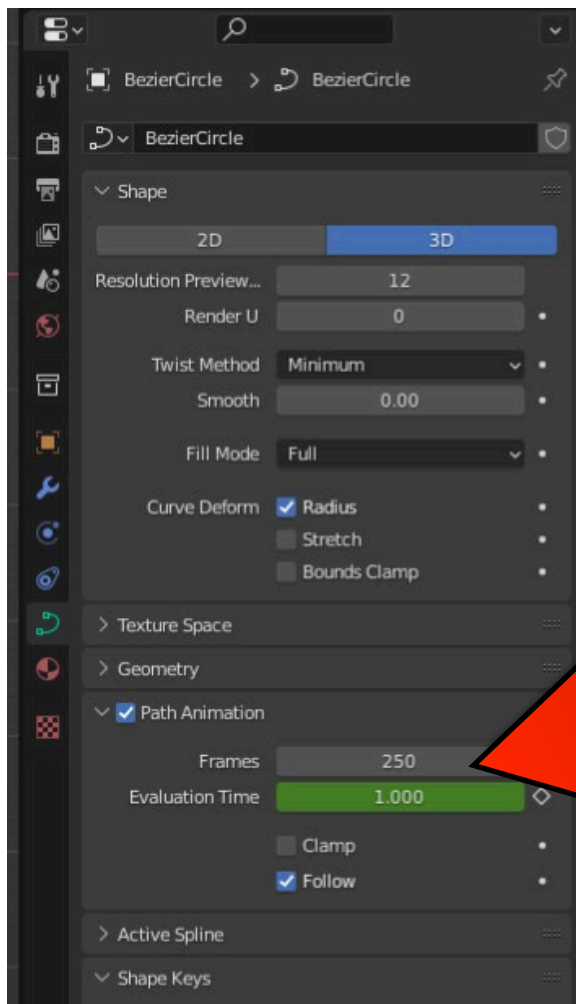 BezierCircle > BezierCircle
BezierCircle
Shape
2D 3D
Resolution Preview... 12
Render U 0
Twist Method Minimum
Smooth 0.00
Fill Mode Full
Curve Deform Radius
Stretch
Bounds Clamp
Texture Space
Geometry
Path Animation
Frames 250
Evaluation Time 1.000
Clamp
Follow
Active Spline
Shape Keys